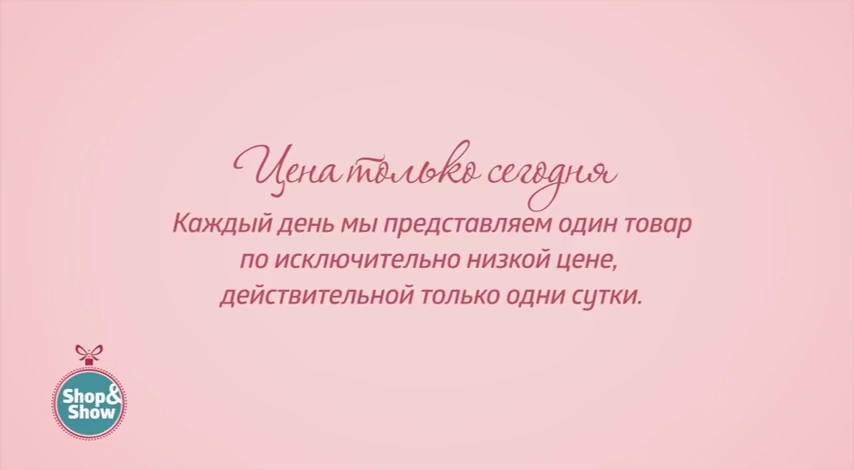 Цена только сегодня
Каждый день мы представляем один товар
по исключительно низкой цене,
действительной только одни сутки.
Shop&
Show